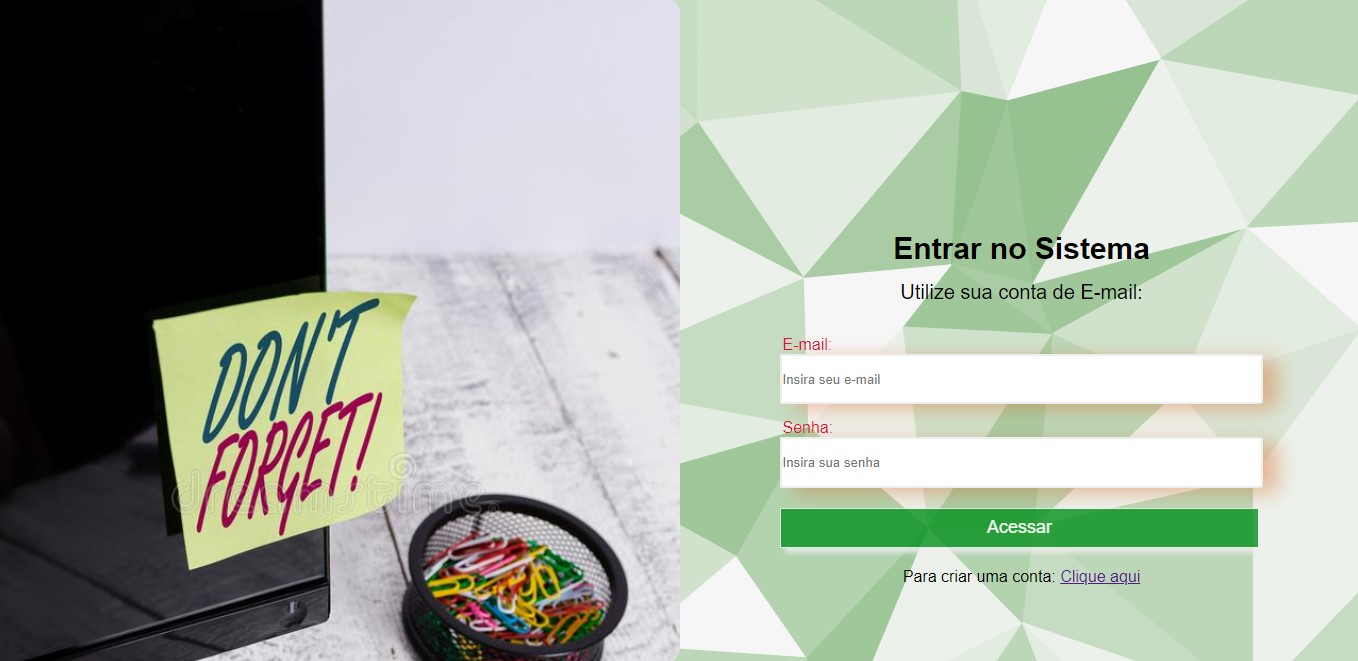 DON'T
FORGET!
dreamstime
Entrar no Sistema
Utilize sua conta de E-mail:
E-mail:
Insira seu e-mail
Senha:
Insira sua senha
Acessar
Para criar uma conta: Clique aqui